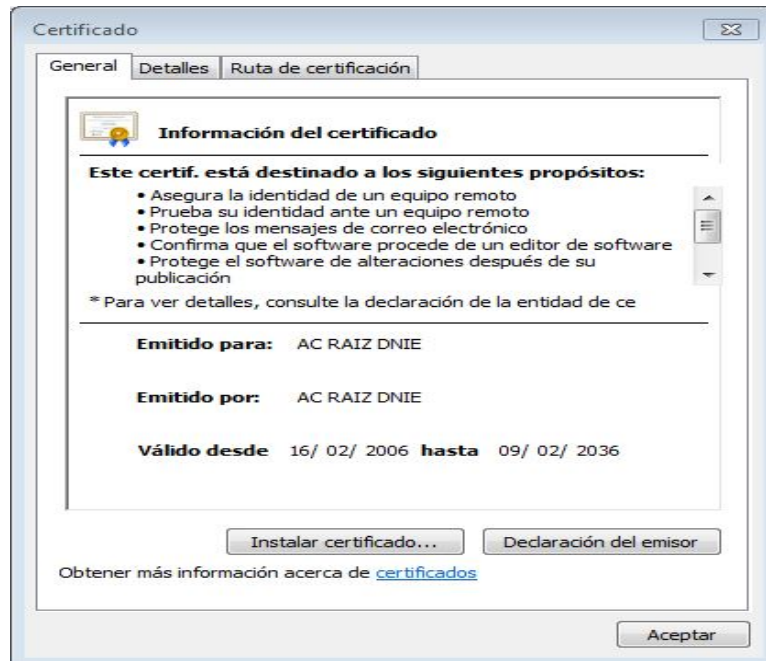 Certificado
General Detalles Ruta de certificación
Información del certificado
Este certif. está destinado a los siguientes propósitos:
• Asegura la identidad de un equipo remoto
• Prueba su identidad ante un equipo remoto
• Protege los mensajes de correo electrónico
• Confirma que el software procede de un editor de software
• Protege el software de alteraciones después de su
publicación
* Para ver detalles, consulte la declaración de la entidad de ce
Emitido para: AC RAIZ DNIE
Emitido por: AC RAIZ DNIE
Válido desde 16/ 02/ 2006 hasta 09/ 02/ 2036
Instalar certificado... Declaración del emisor
Obtener más información acerca de certificados
Aceptar